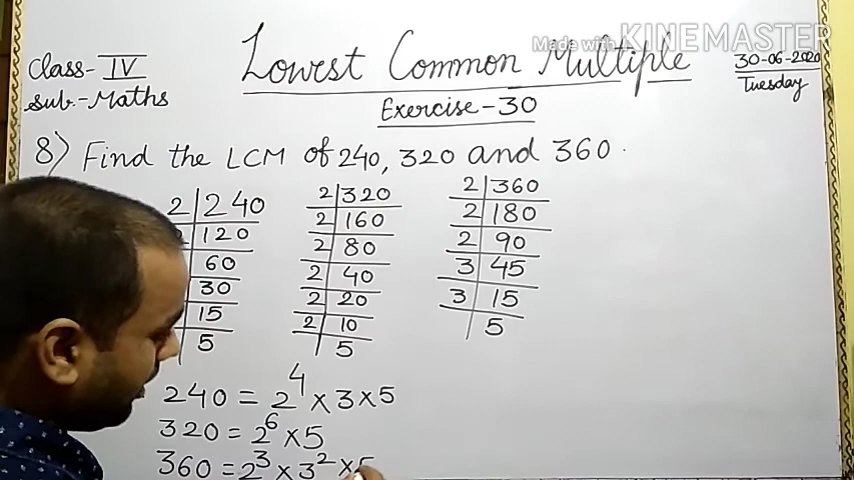 Made with KINEMASTER
Lowest Common Multiple
Class- IV
Sub.- Maths
30-06-2020
Tuesday
Exercise-30
8) Find the LCM of 240, 320 and 360.
2 | 240
2 | 120
60
30
15
5
2 | 320
2 | 160
2 | 80
2 | 40
2 | 20
2 | 10
5
2 | 360
2 | 180
2 | 90
3 | 45
3 | 15
5
240 = 2⁴ × 3 × 5
320 = 2⁶ × 5
360 = 2³ × 3² × 5